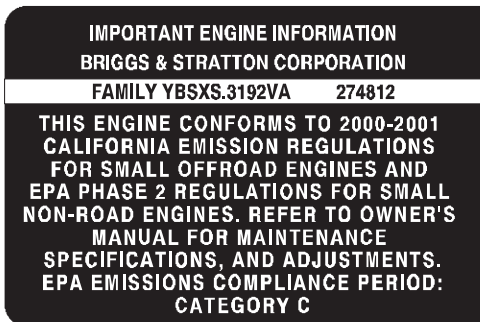 IMPORTANT ENGINE INFORMATION
BRIGGS & STRATTON CORPORATION
FAMILY YBSXS.3192VA 274812
THIS ENGINE CONFORMS TO 2000-2001
CALIFORNIA EMISSION REGULATIONS
FOR SMALL OFFROAD ENGINES AND
EPA PHASE 2 REGULATIONS FOR SMALL
NON-ROAD ENGINES. REFER TO OWNER'S
MANUAL FOR MAINTENANCE
SPECIFICATIONS, AND ADJUSTMENTS.
EPA EMISSIONS COMPLIANCE PERIOD:
CATEGORY C